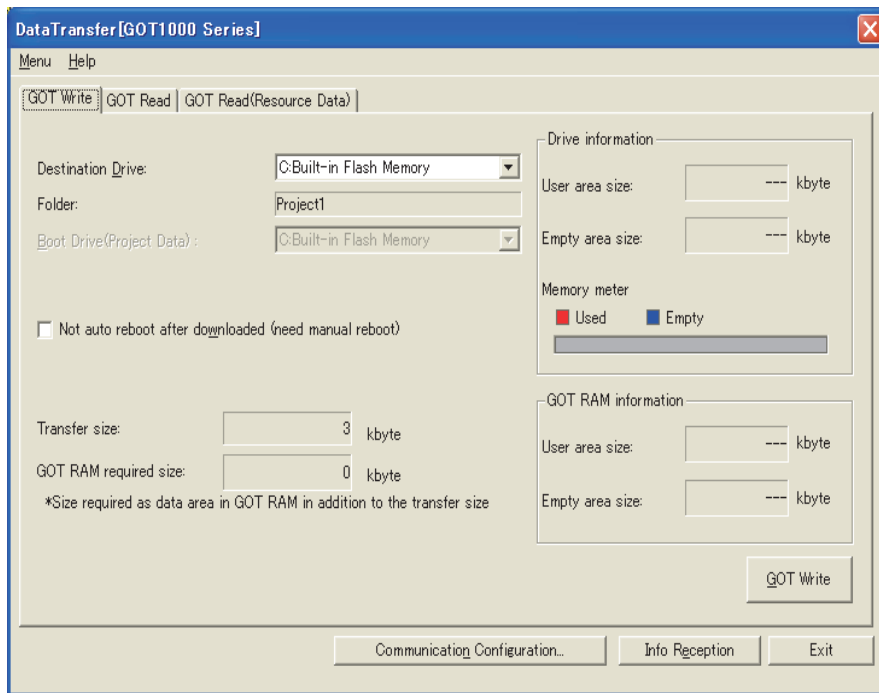 DataTransfer[GOT1000 Series]
Menu Help
GOT Write GOT Read GOT Read(Resource Data)
Destination Drive: C:Built-in Flash Memory
Folder: Project1
Boot Drive(Project Data) : C:Built-in Flash Memory
Not auto reboot after downloaded (need manual reboot)
Transfer size: 3 kbyte
GOT RAM required size: 0 kbyte
*Size required as data area in GOT RAM in addition to the transfer size
Drive information
User area size: --- kbyte
Empty area size: --- kbyte
Memory meter
Used Empty
GOT RAM information
User area size: --- kbyte
Empty area size: --- kbyte
GOT Write
Communication Configuration... Info Reception Exit